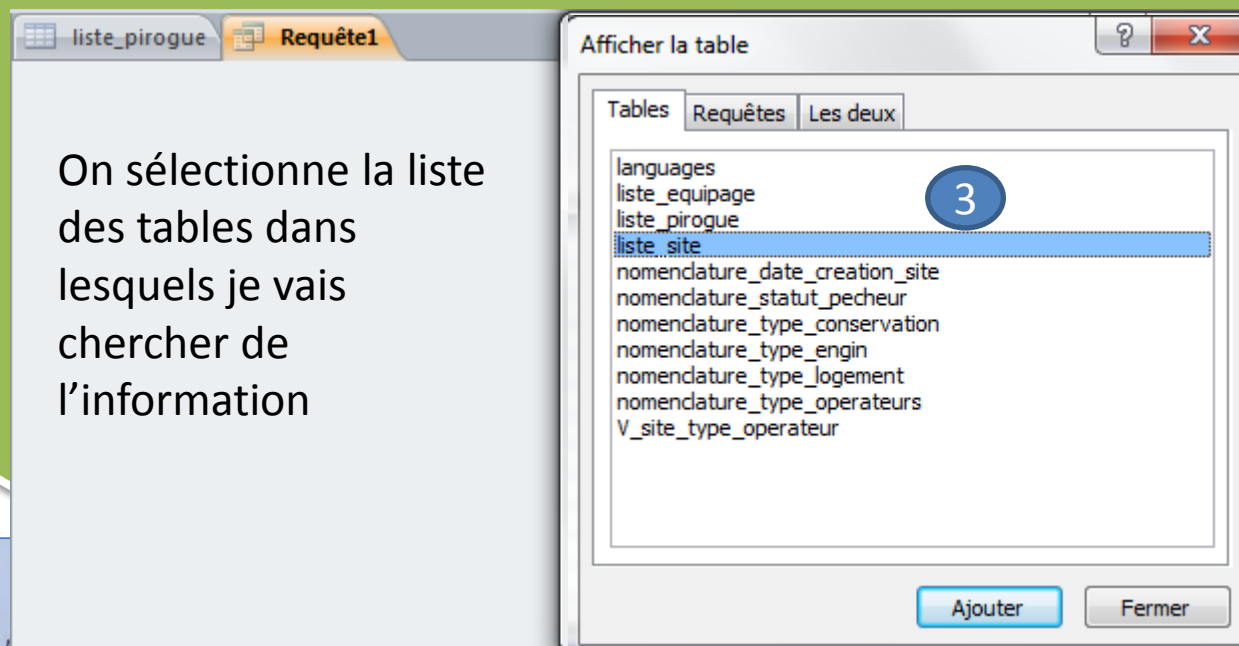 liste_pirogue
Requête1
On sélectionne la liste
des tables dans
lesquels je vais
chercher de
l'information
Afficher la table
?
X
Tables
Requêtes
Les deux
languages
liste_equipage
liste_pirogue
liste_site
nomenclature_date_creation_site
nomenclature_statut_pecheur
nomenclature_type_conservation
nomenclature_type_engin
nomenclature_type_logement
nomenclature_type_operateurs
V_site_type_operateur
3
Ajouter
Fermer